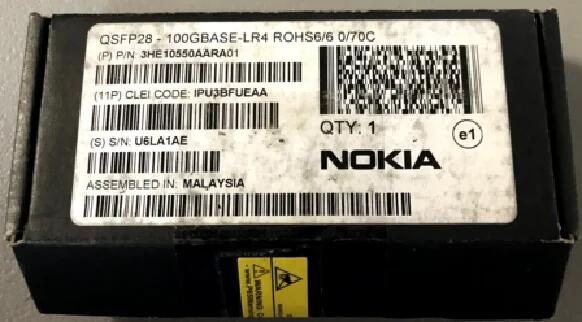 QSFP28 - 100GBASE-LR4 ROHS6/6 0/70C
(P) P/N: 3HE10550AARA01
(11P) CLEI CODE: IPU3BFUEAA
QTY: 1
e1
(S) S/N: U6LA1AE
NOKIA
ASSEMBLED IN: MALAYSIA
WARNING